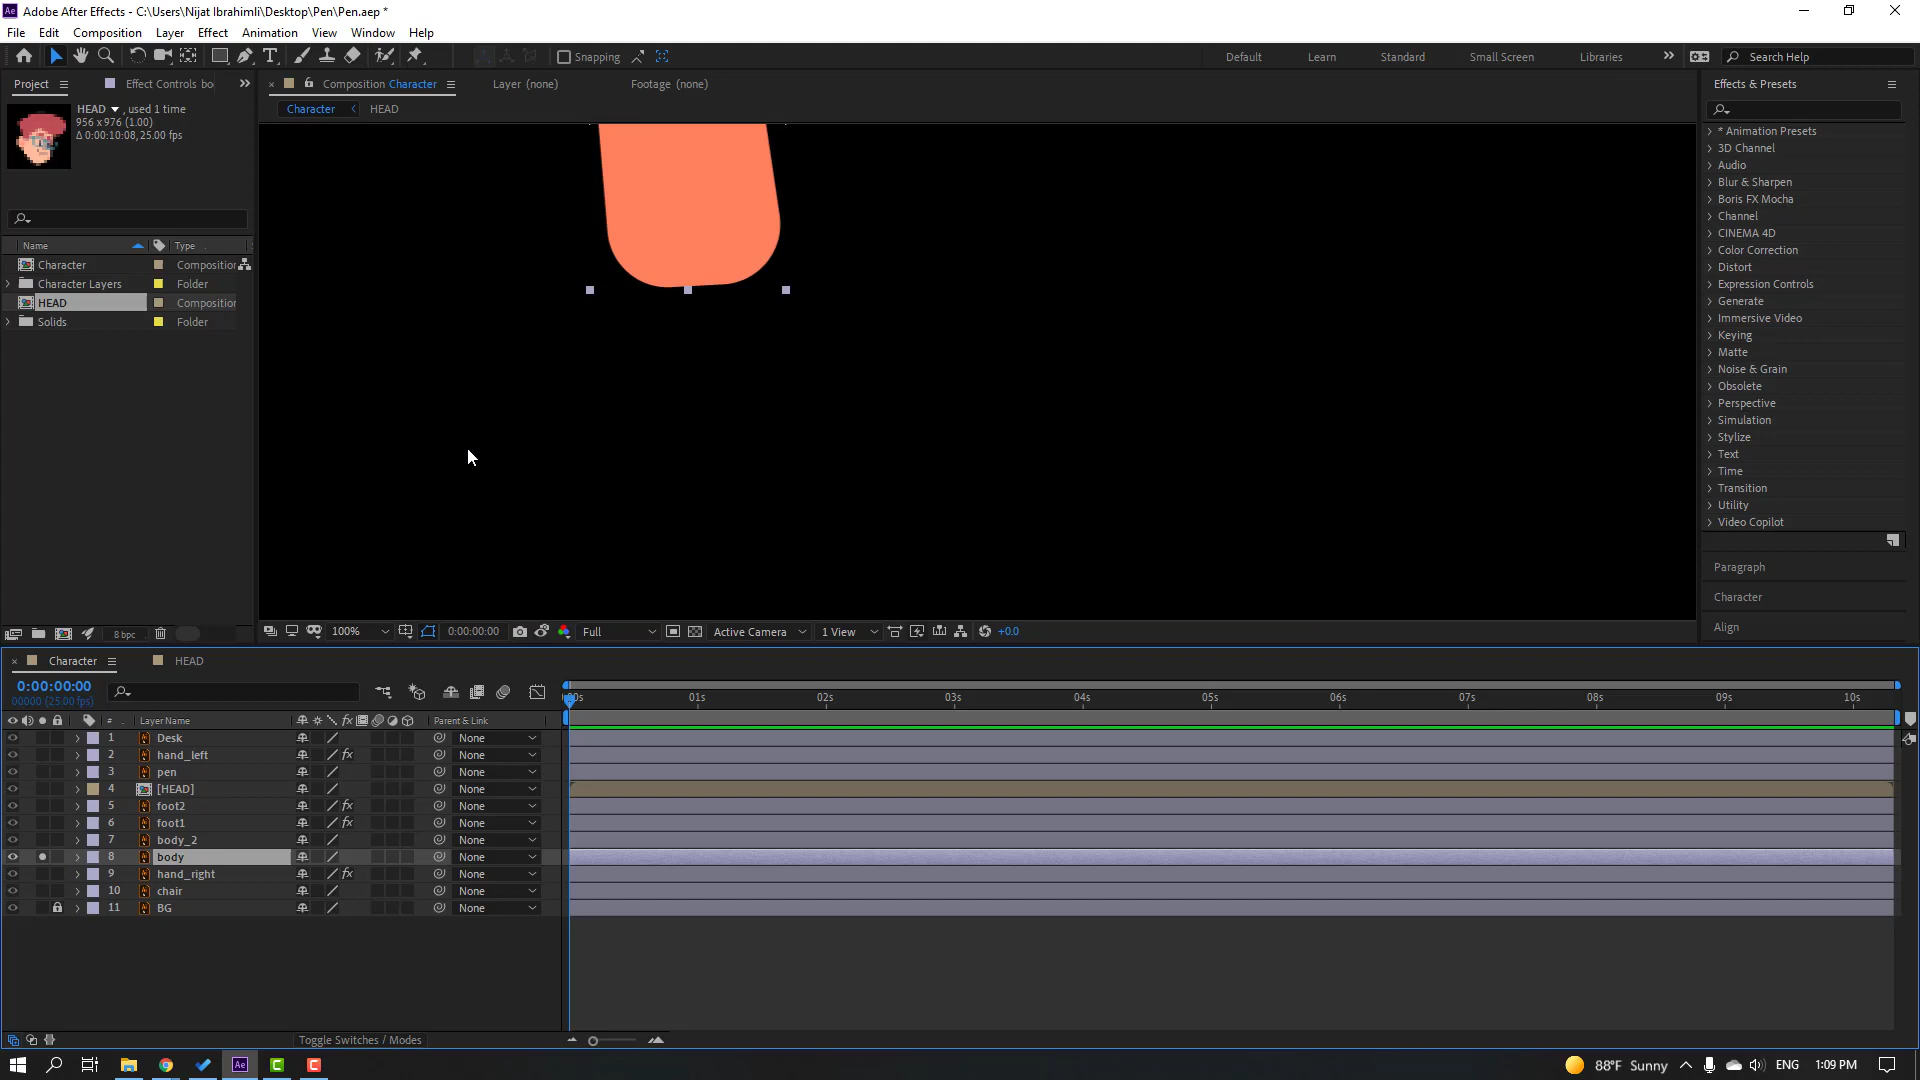 Adobe After Effects - C:\Users\Nijat Ibrahimli\Desktop\Pen\Pen.aep *
File Edit Composition Layer Effect Animation View Window Help
Snapping Default Learn Standard Small Screen Libraries Search Help
Project Effect Controls bo Composition Character Layer (none) Footage (none) Effects & Presets
Character HEAD
HEAD , used 1 time
956 x 976 (1.00)
Δ 0:00:10:08, 25.00 fps
Name Type
Character Composition
Character Layers Folder
HEAD Composition
Solids Folder
* Animation Presets
3D Channel
Audio
Blur & Sharpen
Boris FX Mocha
Channel
CINEMA 4D
Color Correction
Distort
Expression Controls
Generate
Immersive Video
Keying
Matte
Noise & Grain
Obsolete
Perspective
Simulation
Stylize
Text
Time
Transition
Utility
Video Copilot
Paragraph
Character
Align
8 bpc 100% 0:00:00:00 Full Active Camera 1 View +0.0
Character HEAD
0:00:00:00
00000 (25.00 fps)
00s 01s 02s 03s 04s 05s 06s 07s 08s 09s 10s
# Layer Name Parent & Link
1 Desk None
2 hand_left None
3 pen None
4 [HEAD] None
5 foot2 None
6 foot1 None
7 body_2 None
8 body None
9 hand_right None
10 chair None
11 BG None
Toggle Switches / Modes
88°F Sunny ENG 1:09 PM